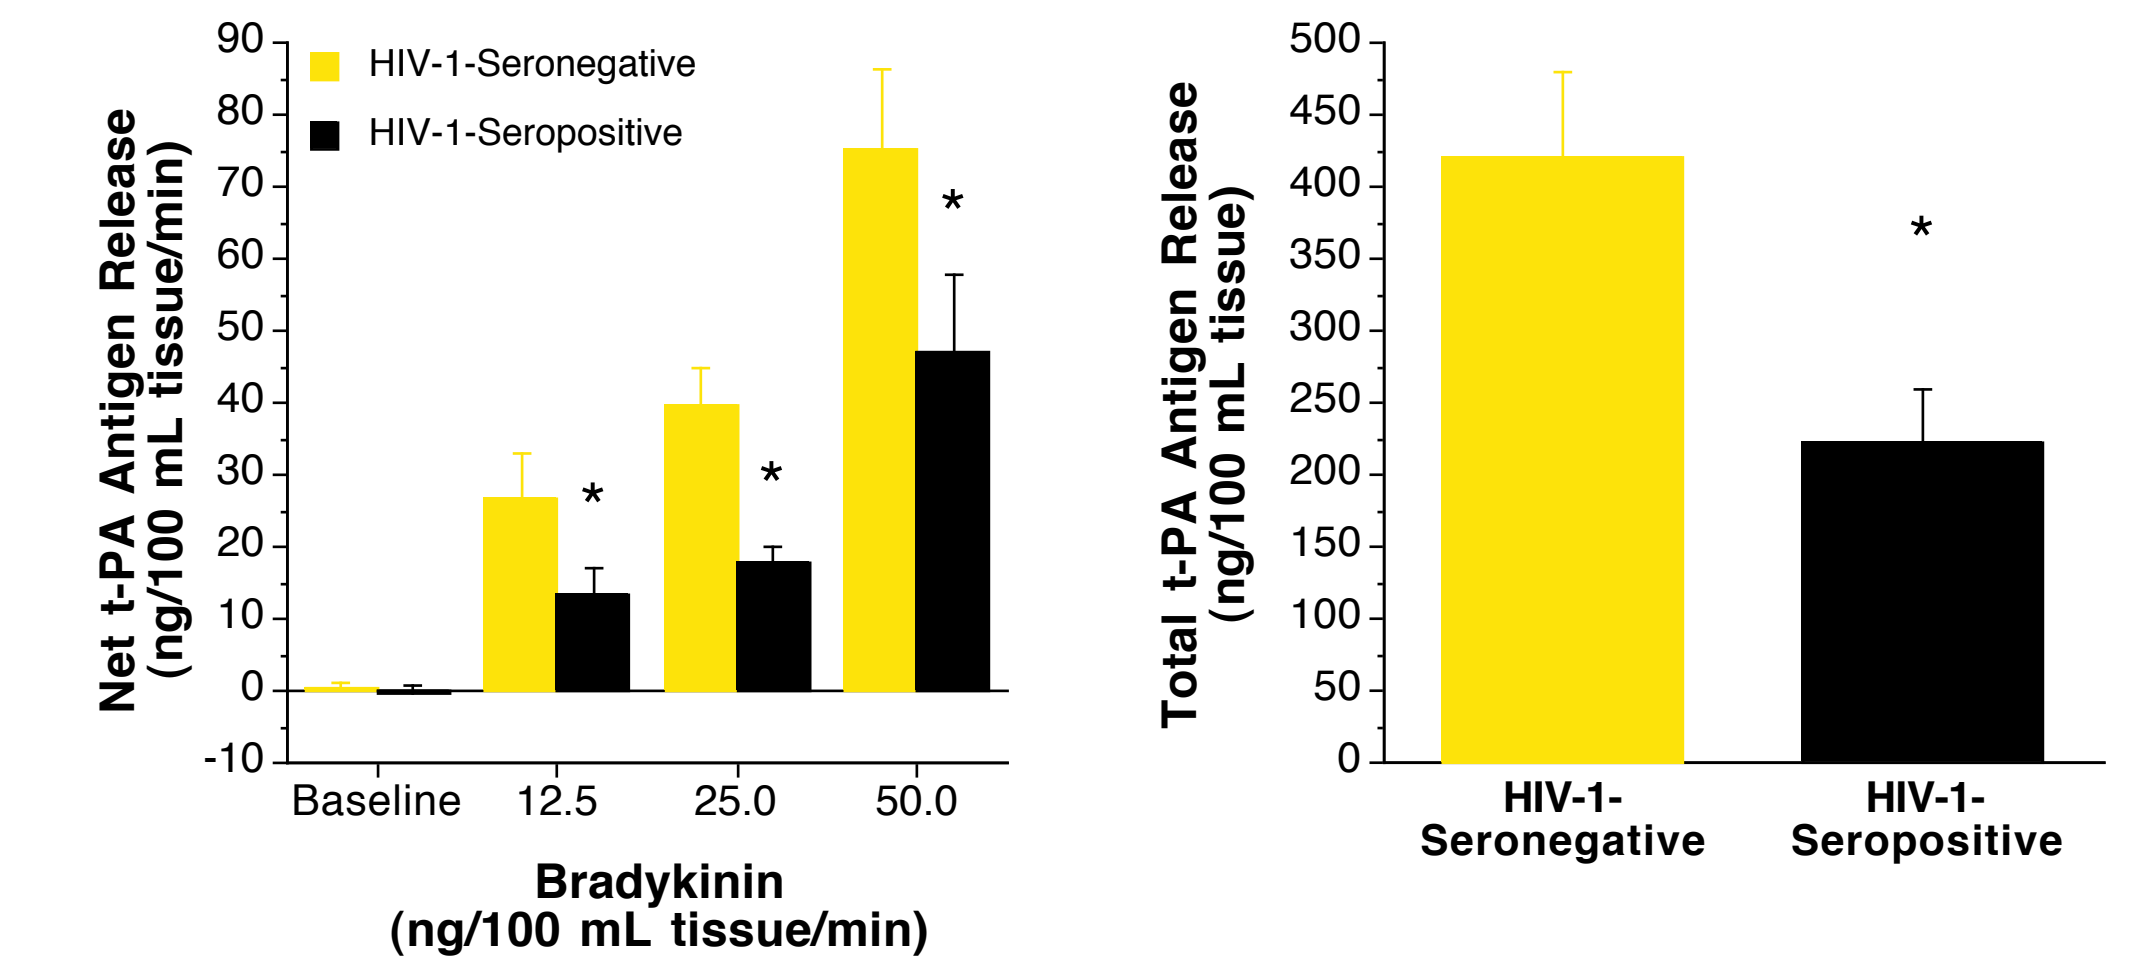 Net t-PA Antigen Release
(ng/100 mL tissue/min)
90
80
70
60
50
40
30
20
10
0
-10
HIV-1-Seronegative
HIV-1-Seropositive
*
*
*
Baseline 12.5 25.0 50.0
Bradykinin
(ng/100 mL tissue/min)
Total t-PA Antigen Release
(ng/100 mL tissue)
500
450
400
350
300
250
200
150
100
50
0
*
HIV-1-
Seronegative
HIV-1-
Seropositive